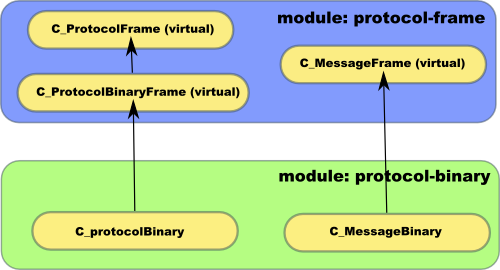 module: protocol-frame
C_ProtocolFrame (virtual)
C_MessageFrame (virtual)
C_ProtocolBinaryFrame (virtual)
module: protocol-binary
C_protocolBinary
C_MessageBinary